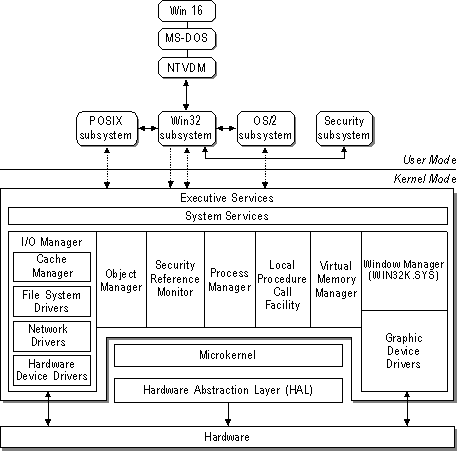 Win 16
MS-DOS
NTVDM
POSIX
subsystem
Win32
subsystem
OS/2
subsystem
Security
subsystem
User Mode
Kernel Mode
Executive Services
System Services
I/O Manager
Cache
Manager
File System
Drivers
Network
Drivers
Hardware
Device Drivers
Object
Manager
Security
Reference
Monitor
Process
Manager
Local
Procedure
Call
Facility
Virtual
Memory
Manager
Window Manager
(WIN32K.SYS)
Graphic
Device
Drivers
Microkernel
Hardware Abstraction Layer (HAL)
Hardware